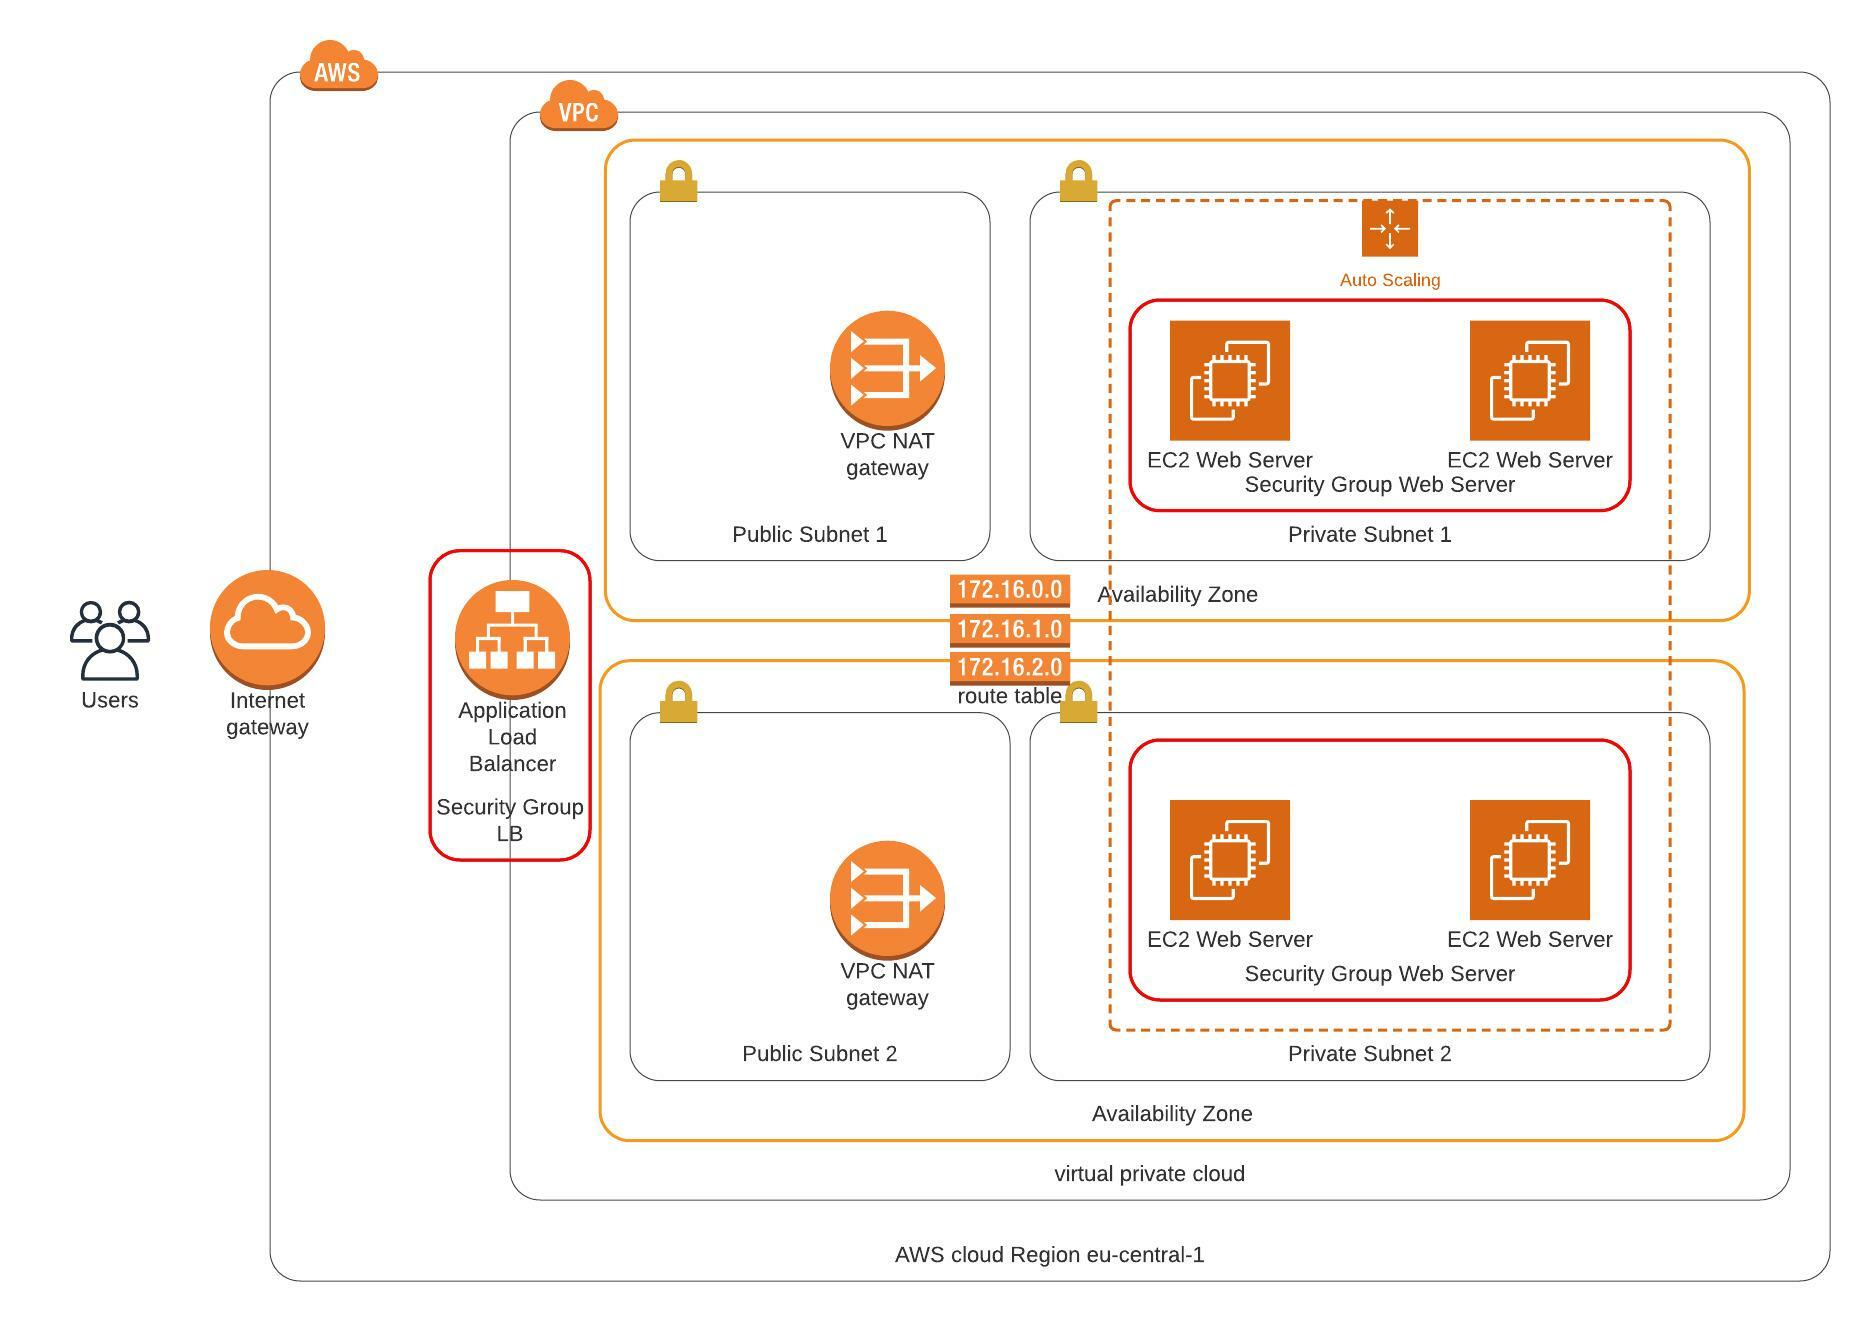 AWS
VPC
Auto Scaling
VPC NAT
gateway
EC2 Web Server
EC2 Web Server
Security Group Web Server
Public Subnet 1
Private Subnet 1
172.16.0.0
Availability Zone
172.16.1.0
172.16.2.0
route table
Users
Internet
gateway
Application
Load
Balancer
Security Group
LB
VPC NAT
gateway
EC2 Web Server
EC2 Web Server
Security Group Web Server
Public Subnet 2
Private Subnet 2
Availability Zone
virtual private cloud
AWS cloud Region eu-central-1